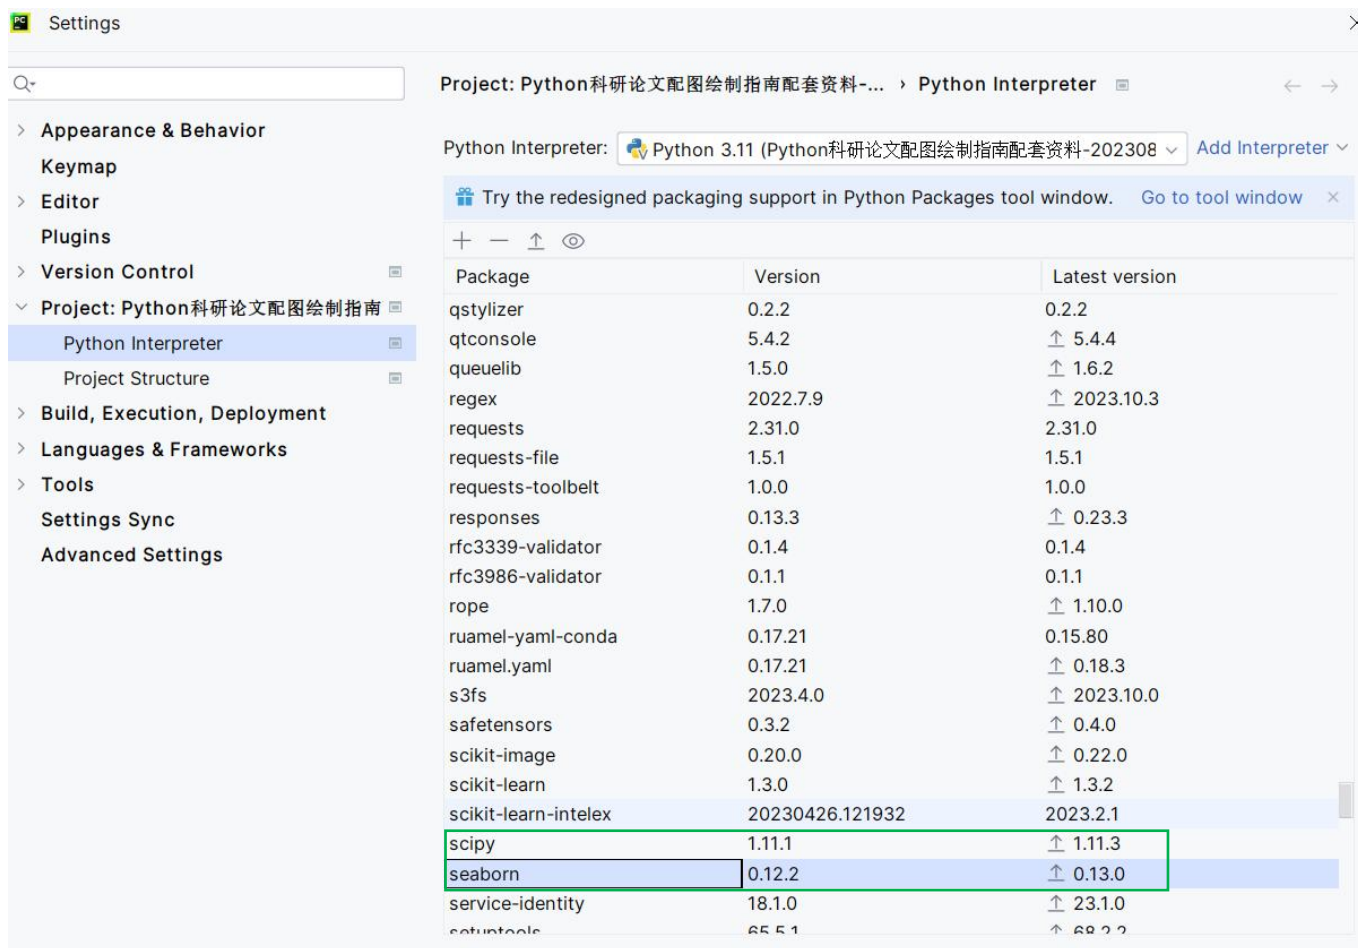 PC Settings
Project: Python科研论文配图绘制指南配套资料-... › Python Interpreter
Appearance & Behavior
Keymap
Editor
Plugins
Version Control
Project: Python科研论文配图绘制指南
Python Interpreter
Project Structure
Build, Execution, Deployment
Languages & Frameworks
Tools
Settings Sync
Advanced Settings
Python Interpreter: Python 3.11 (Python科研论文配图绘制指南配套资料-202308 Add Interpreter
Try the redesigned packaging support in Python Packages tool window. Go to tool window
Package Version Latest version
qstylizer 0.2.2 0.2.2
qtconsole 5.4.2 5.4.4
queuelib 1.5.0 1.6.2
regex 2022.7.9 2023.10.3
requests 2.31.0 2.31.0
requests-file 1.5.1 1.5.1
requests-toolbelt 1.0.0 1.0.0
responses 0.13.3 0.23.3
rfc3339-validator 0.1.4 0.1.4
rfc3986-validator 0.1.1 0.1.1
rope 1.7.0 1.10.0
ruamel-yaml-conda 0.17.21 0.15.80
ruamel.yaml 0.17.21 0.18.3
s3fs 2023.4.0 2023.10.0
safetensors 0.3.2 0.4.0
scikit-image 0.20.0 0.22.0
scikit-learn 1.3.0 1.3.2
scikit-learn-intelex 20230426.121932 2023.2.1
scipy 1.11.1 1.11.3
seaborn 0.12.2 0.13.0
service-identity 18.1.0 23.1.0
setuptools 65.5.1 68.2.2